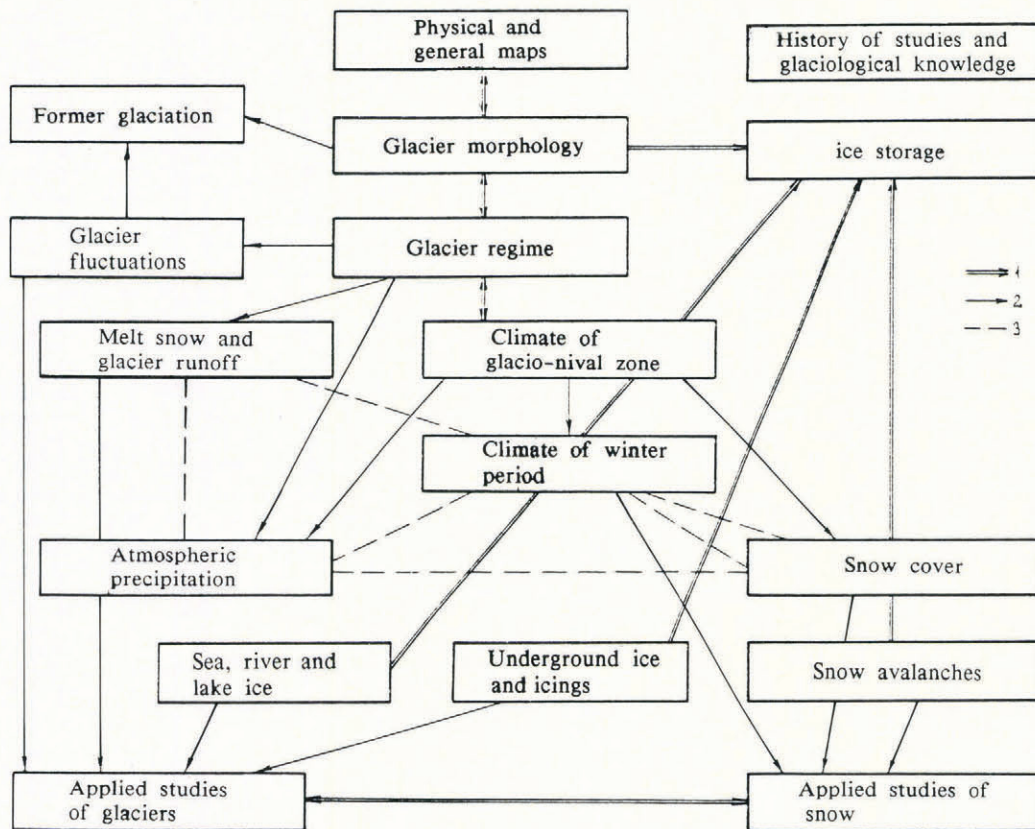 Physical and
general maps
History of studies and
glaciological knowledge
Former glaciation
Glacier morphology
ice storage
Glacier
fluctuations
Glacier regime
1
2
3
Melt snow and
glacier runoff
Climate of
glacio-nival zone
Climate of winter
period
Atmospheric
precipitation
Snow cover
Sea, river and
lake ice
Underground ice
and icings
Snow avalanches
Applied studies
of glaciers
Applied studies of
snow